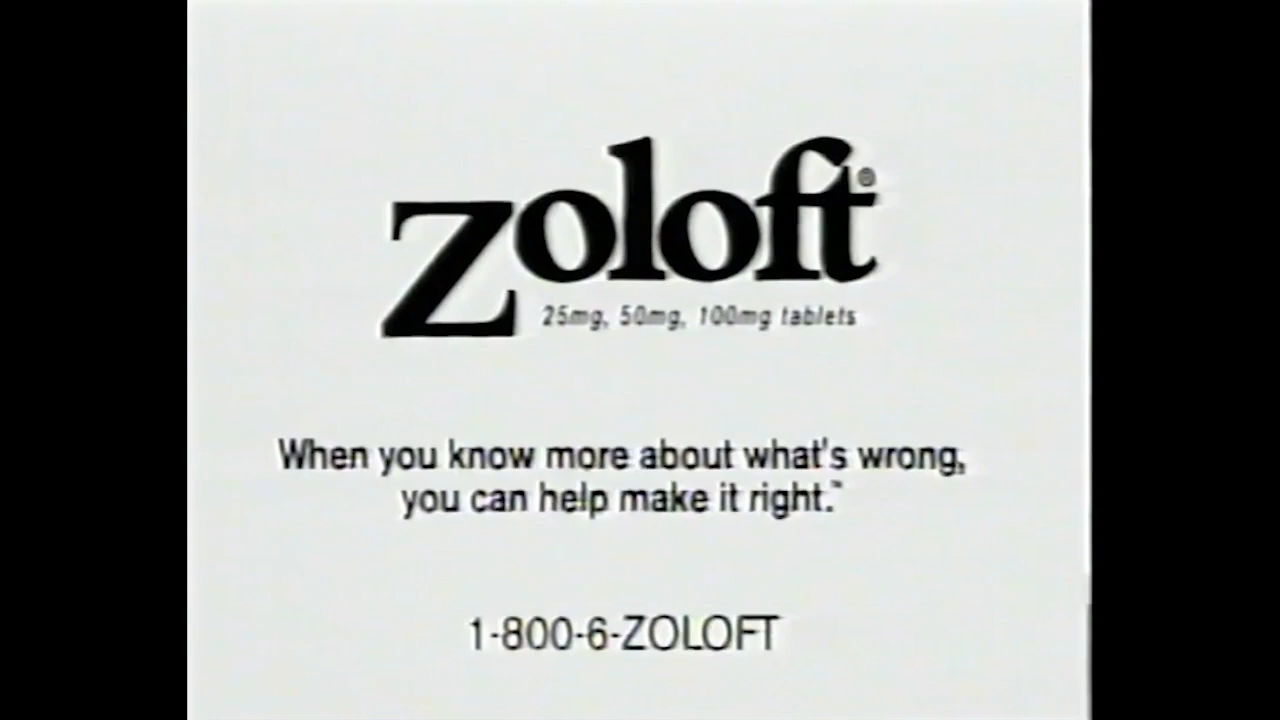 Zoloft®
25mg, 50mg, 100mg tablets
When you know more about what's wrong,
you can help make it right.™
1-800-6-ZOLOFT